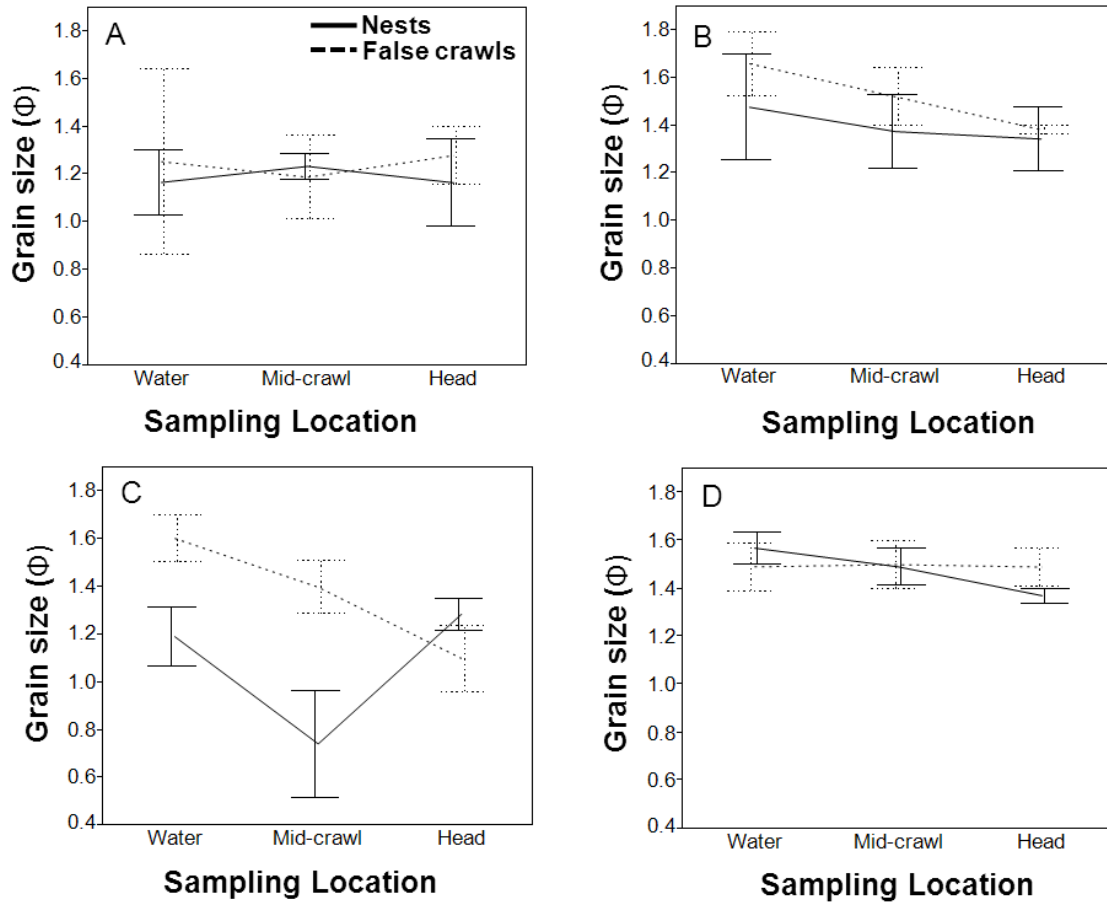 A
Nests
False crawls
Grain size (Φ)
1.8
1.6
1.4
1.2
1.0
0.8
0.6
0.4
Water Mid-crawl Head
Sampling Location
B
Grain size (Φ)
1.8
1.6
1.4
1.2
1.0
0.8
0.6
0.4
Water Mid-crawl Head
Sampling Location
C
Grain size (Φ)
1.8
1.6
1.4
1.2
1.0
0.8
0.6
0.4
Water Mid-crawl Head
Sampling Location
D
Grain size (Φ)
1.8
1.6
1.4
1.2
1.0
0.8
0.6
0.4
Water Mid-crawl Head
Sampling Location